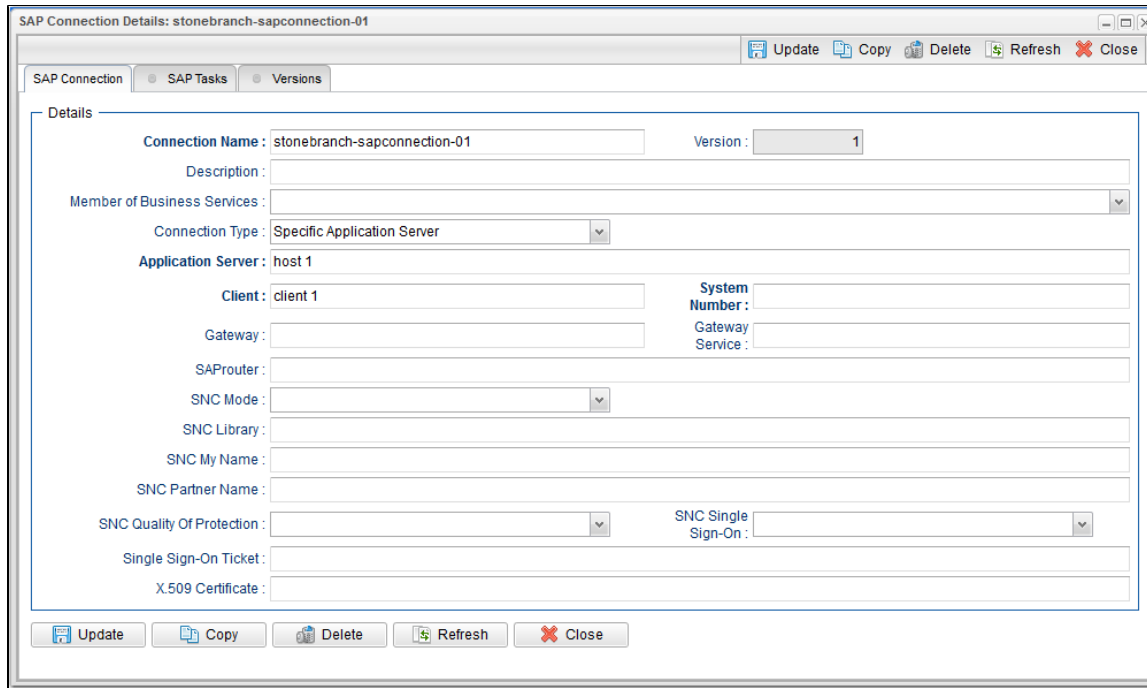 SAP Connection Details: stonebranch-sapconnection-01
Update Copy Delete Refresh Close
SAP Connection SAP Tasks Versions
Details
Connection Name : stonebranch-sapconnection-01 Version : 1
Description :
Member of Business Services :
Connection Type : Specific Application Server
Application Server : host 1
Client : client 1 System Number :
Gateway : Gateway Service :
SAProuter :
SNC Mode :
SNC Library :
SNC My Name :
SNC Partner Name :
SNC Quality Of Protection : SNC Single Sign-On :
Single Sign-On Ticket :
X.509 Certificate :
Update Copy Delete Refresh Close